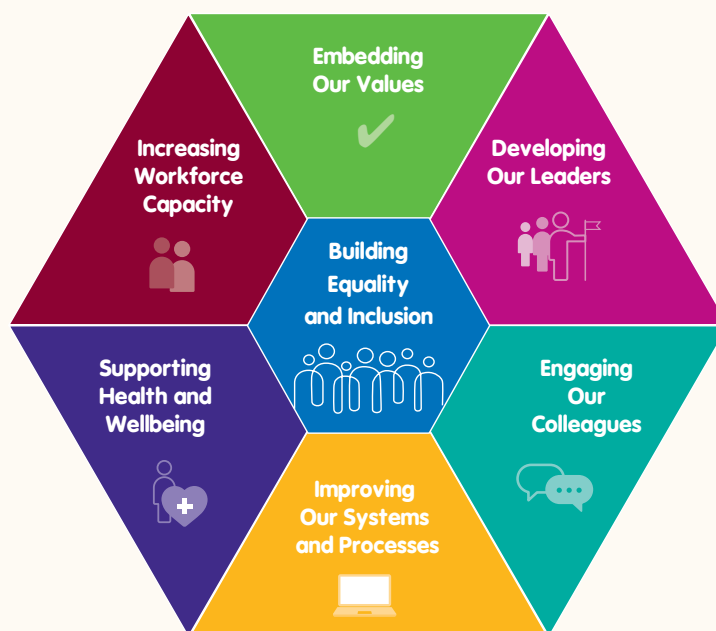 Embedding
Our Values
Developing
Our Leaders
Engaging
Our
Colleagues
Improving
Our Systems
and Processes
Supporting
Health and
Wellbeing
Increasing
Workforce
Capacity
Building
Equality
and Inclusion